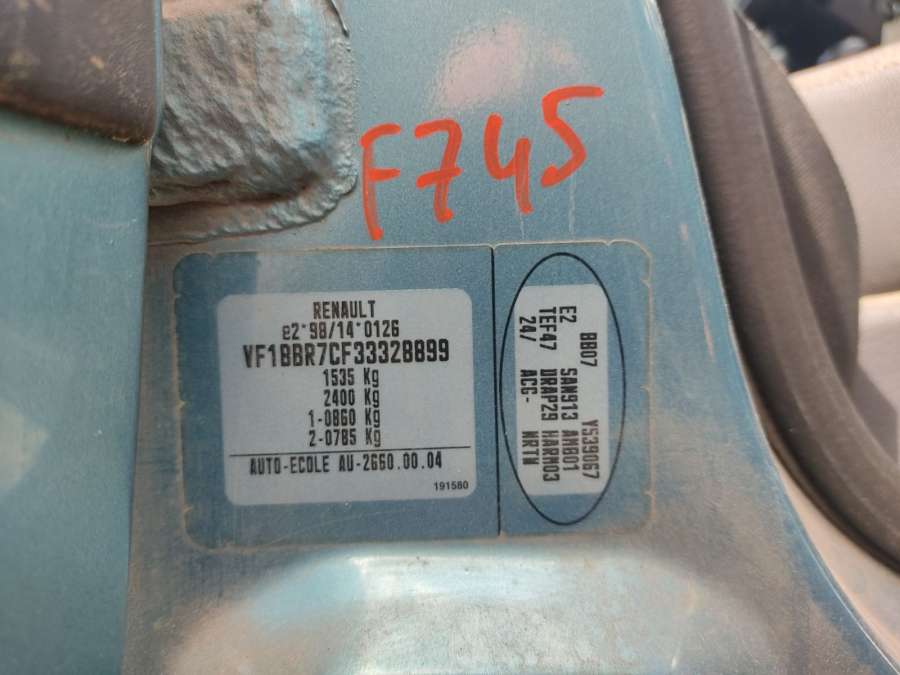 F745
RENAULT
e2*98/14*0126
VF1BBR7CF33328899
1535 Kg
2400 Kg
1-0860 Kg
2-0785 Kg
AUTO-ECOLE AU-2660.00.04
191580
E2 BB07 Y539067
TEF47 SAN913 AMB01
24/ DRAP29 HARM03
ACG- NRTN